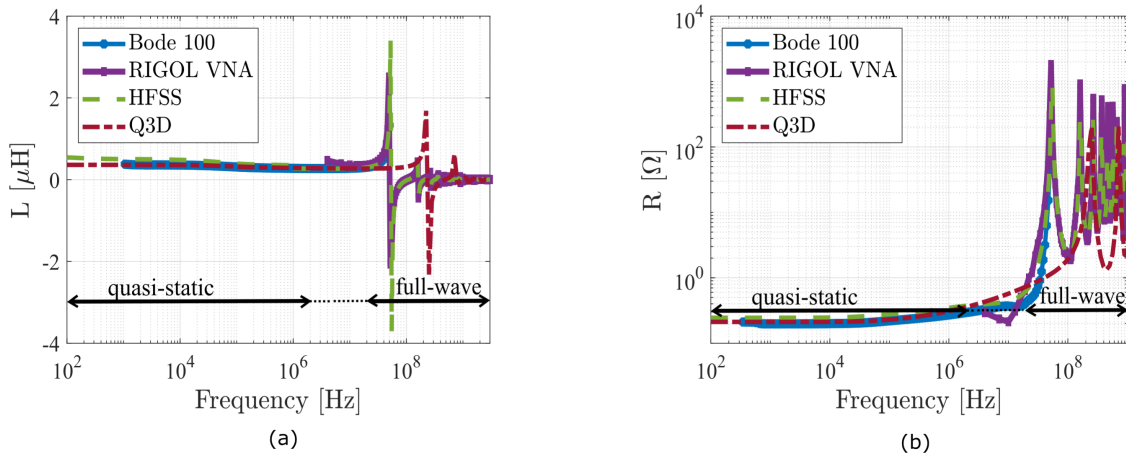 4
2
0
-2
-4
L [μH]
Bode 100
RIGOL VNA
HFSS
Q3D
quasi-static
full-wave
10^2
10^4
10^6
10^8
Frequency [Hz]
(a)
10^4
10^2
10^0
R [Ω]
Bode 100
RIGOL VNA
HFSS
Q3D
quasi-static
full-wave
10^2
10^4
10^6
10^8
Frequency [Hz]
(b)